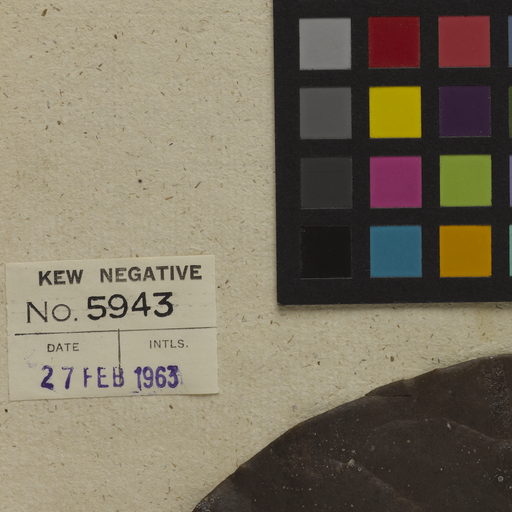 KEW NEGATIVE
No. 5943
DATE INTLS.
27 FEB 1963